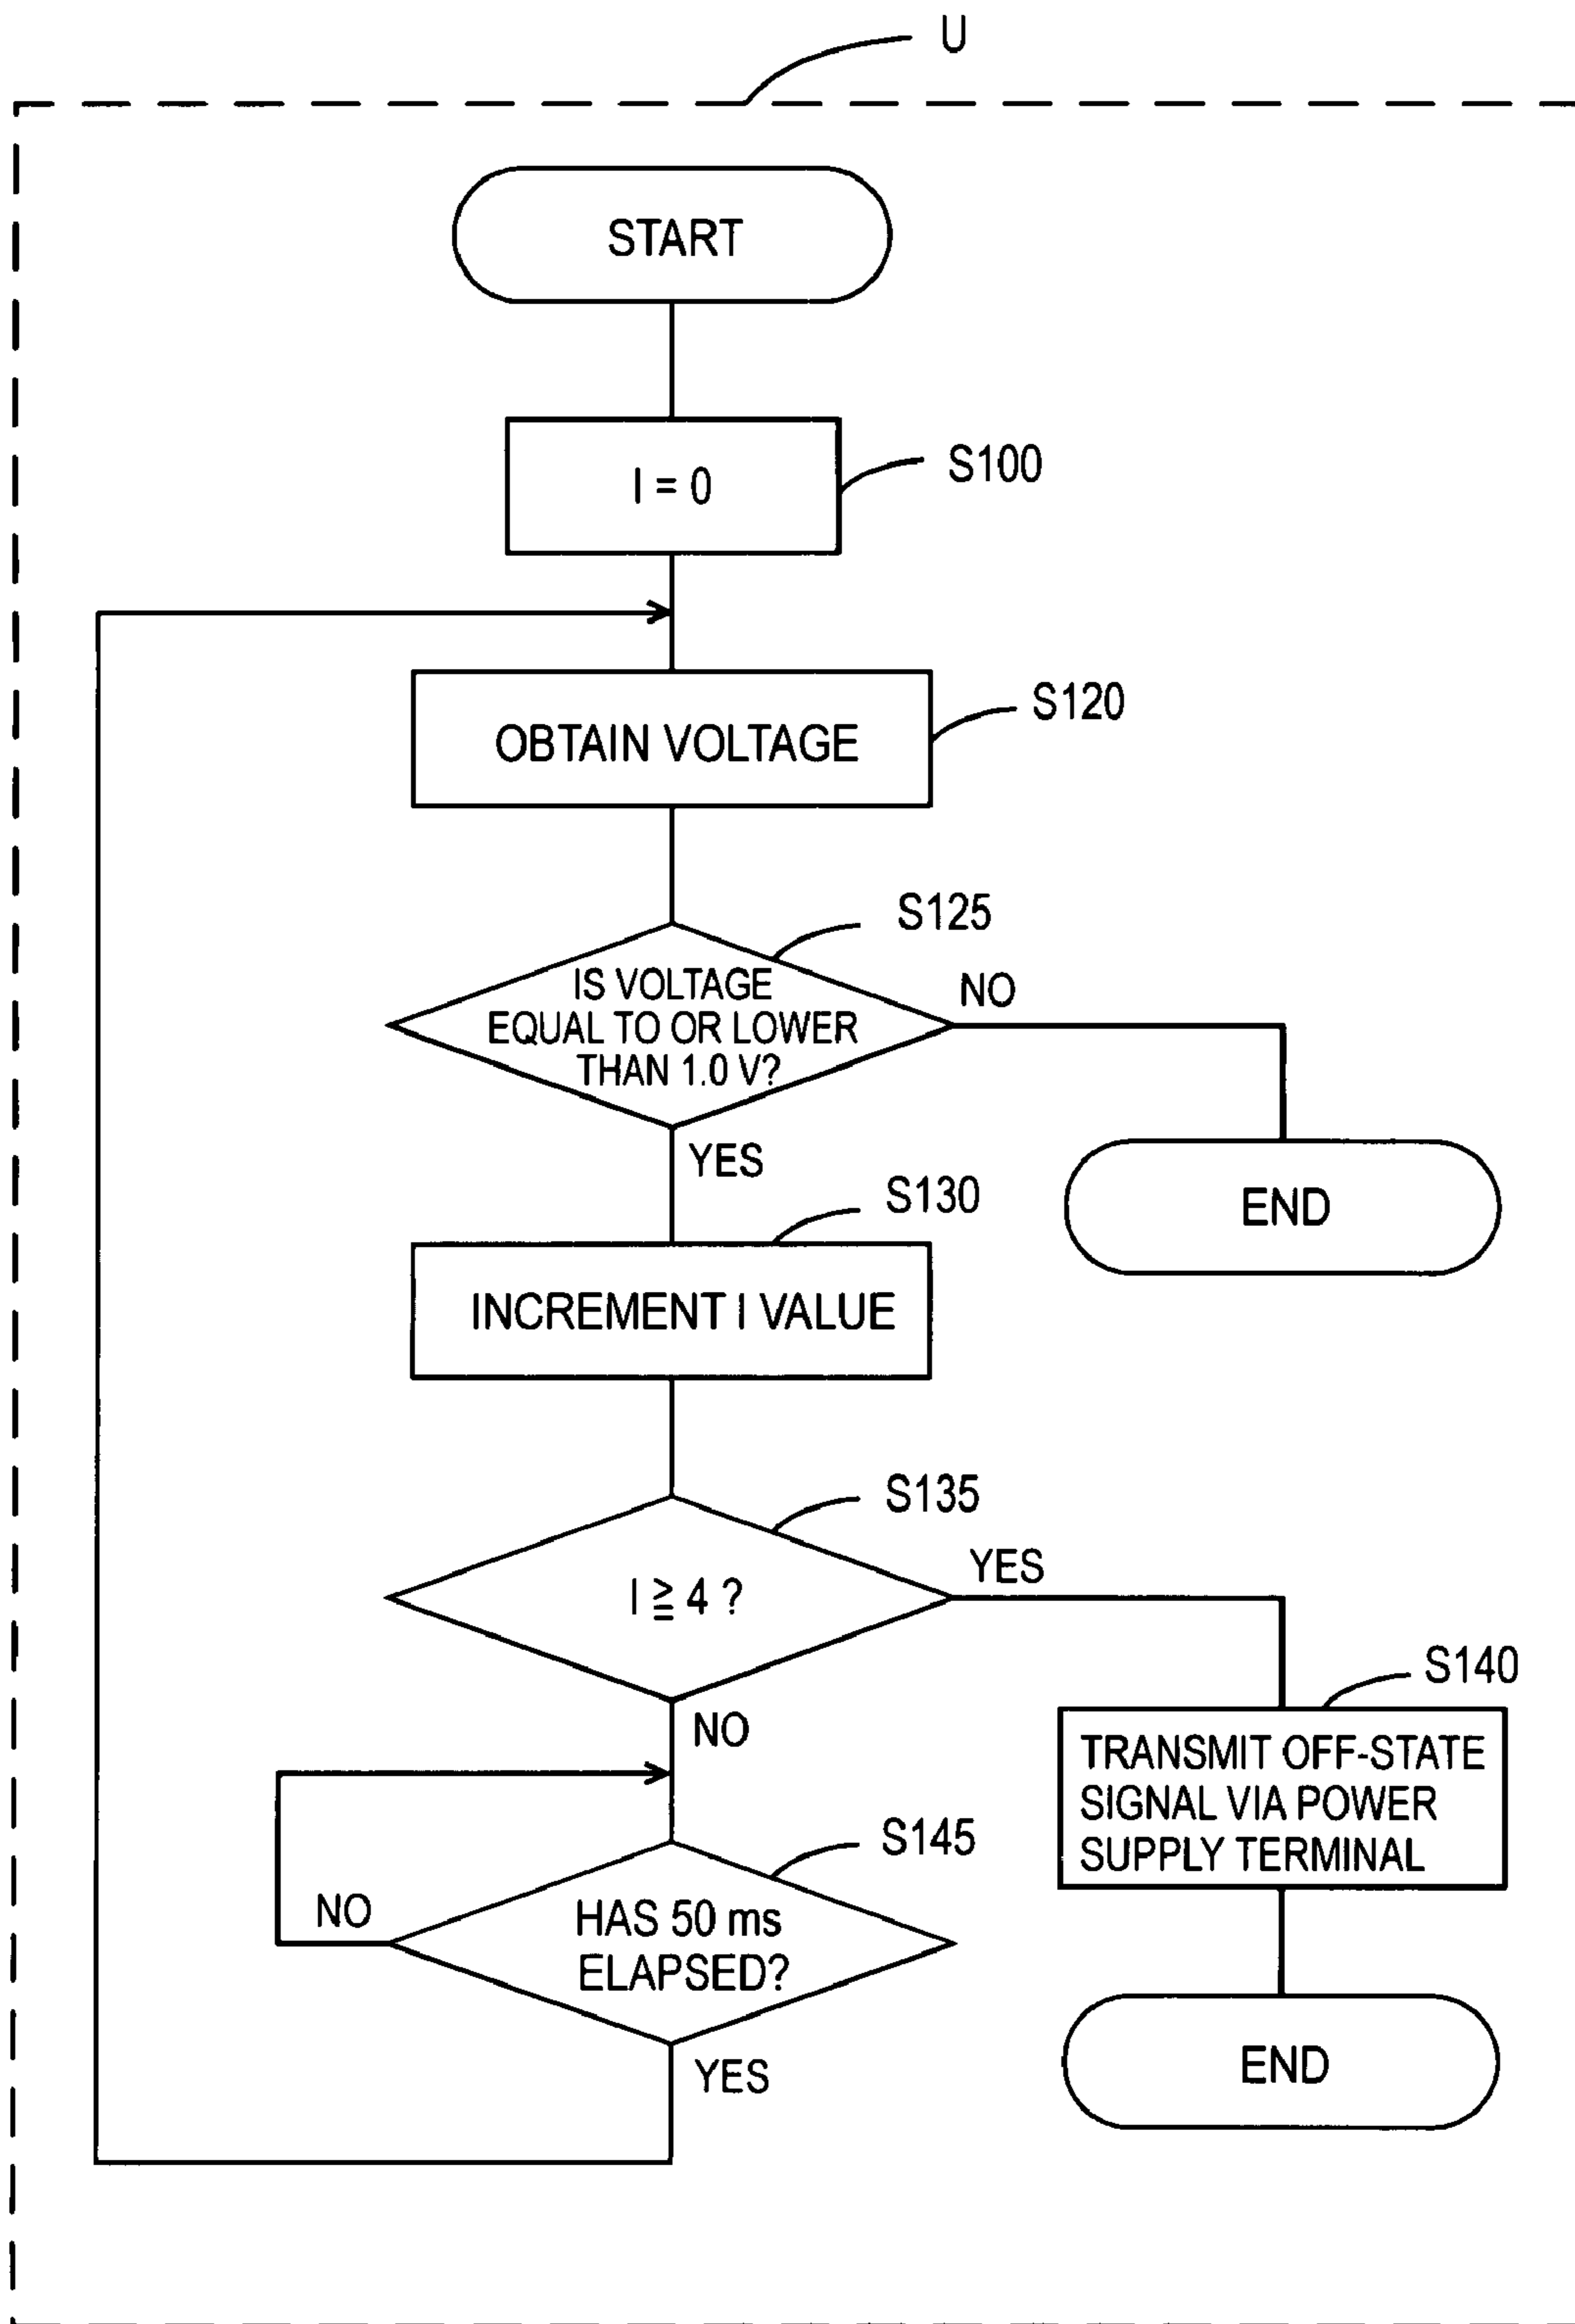 U
START
I = 0
S100
OBTAIN VOLTAGE
S120
S125
IS VOLTAGE
EQUAL TO OR LOWER
THAN 1.0 V?
NO
YES
END
S130
INCREMENT I VALUE
S135
I ≧ 4 ?
YES
NO
S140
TRANSMIT OFF-STATE
SIGNAL VIA POWER
SUPPLY TERMINAL
S145
NO
HAS 50 ms
ELAPSED?
YES
END